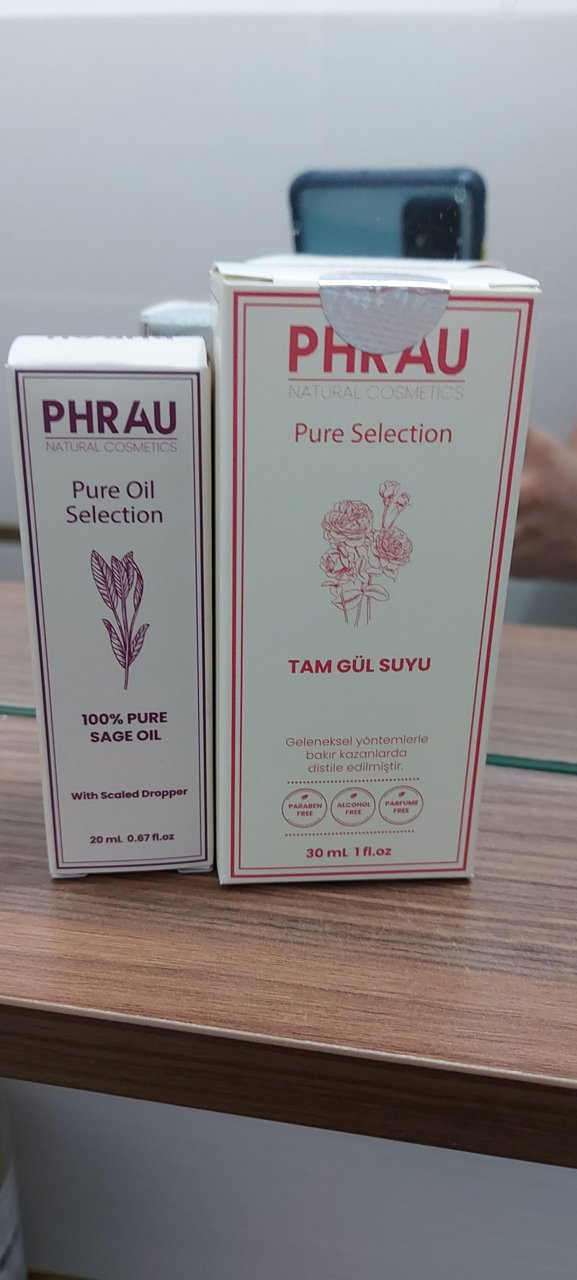 PHRAU
NATURAL COSMETICS
Pure Oil
Selection
100% PURE
SAGE OIL
With Scaled Dropper
20 mL 0.67 fl.oz
PHRAU
NATURAL COSMETICS
Pure Selection
TAM GÜL SUYU
Geleneksel yöntemlerle
bakır kazanlarda
distile edilmiştir.
PARABEN
FREE
ALCOHOL
FREE
PARFUME
FREE
30 mL 1 fl.oz